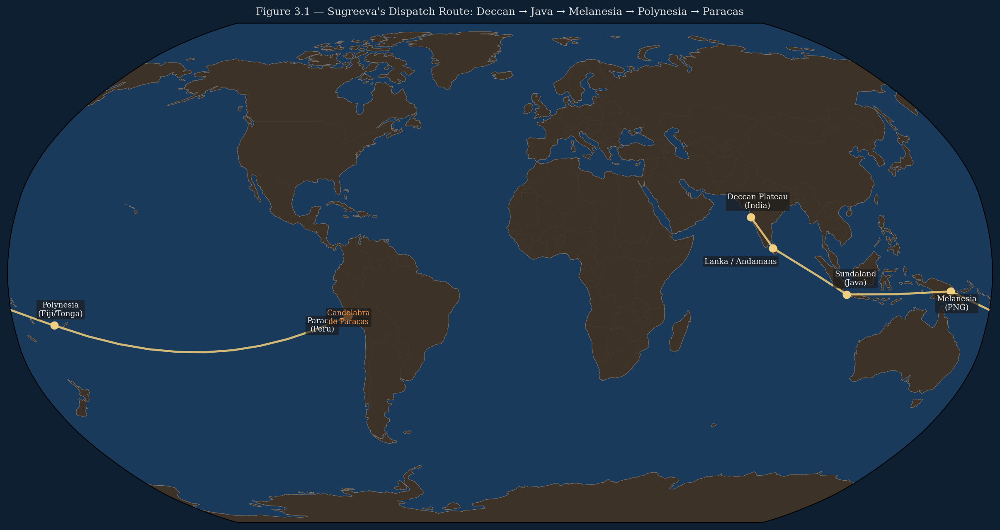 Figure 3.1 — Sugreeva's Dispatch Route: Deccan → Java → Melanesia → Polynesia → Paracas
Deccan Plateau
(India)
Lanka / Andamans
Sundaland
(Java)
Melanesia
(PNG)
Polynesia
(Fiji/Tonga)
Candelabra
de Paracas
Paracas
(Peru)